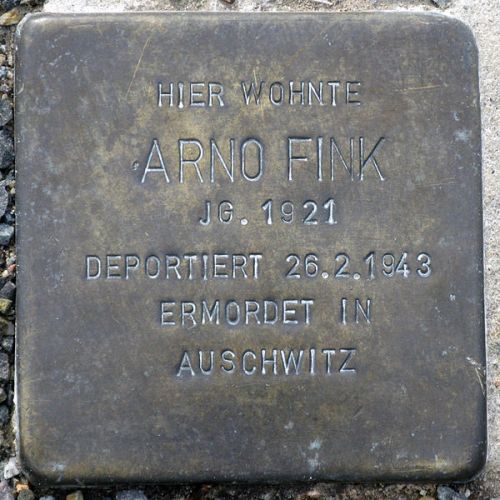 HIER WOHNTE
ARNO FINK
JG. 1921
DEPORTIERT 26.2.1943
ERMORDET IN
AUSCHWITZ